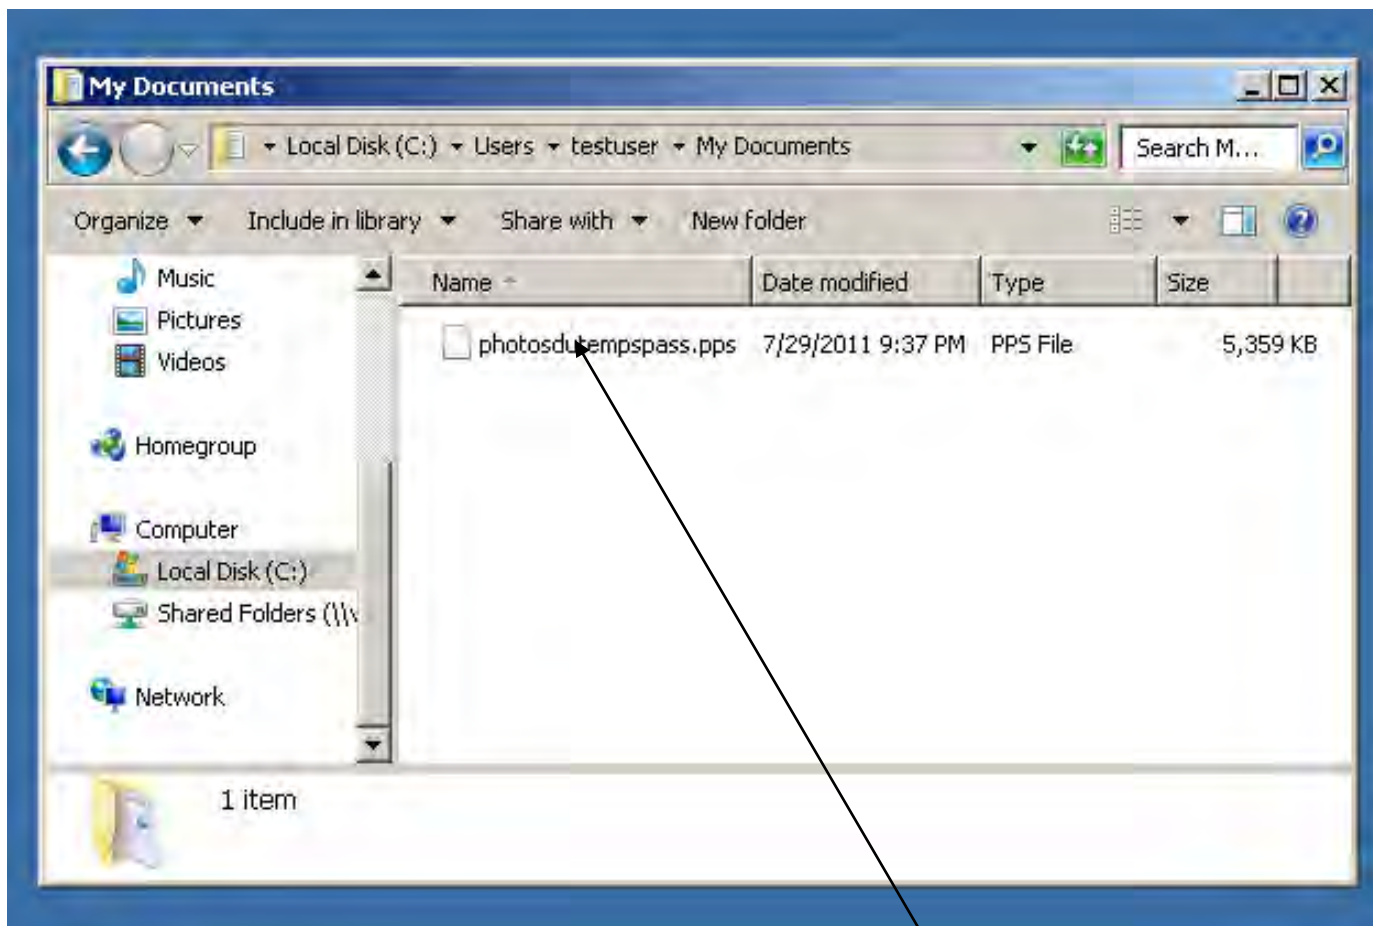 My Documents
Local Disk (C:) Users testuser My Documents Search M...
Organize Include in library Share with New folder
Music
Pictures
Videos
Homegroup
Computer
Local Disk (C:)
Shared Folders (\\v
Network
Name Date modified Type Size
photosdutempspass.pps 7/29/2011 9:37 PM PPS File 5,359 KB
1 item